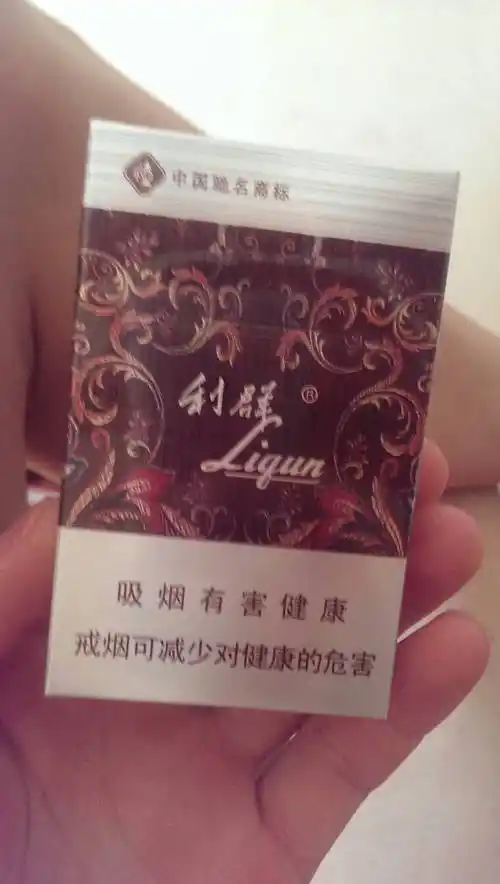 中国驰名商标
利群®
Liqun
吸烟有害健康
戒烟可减少对健康的危害